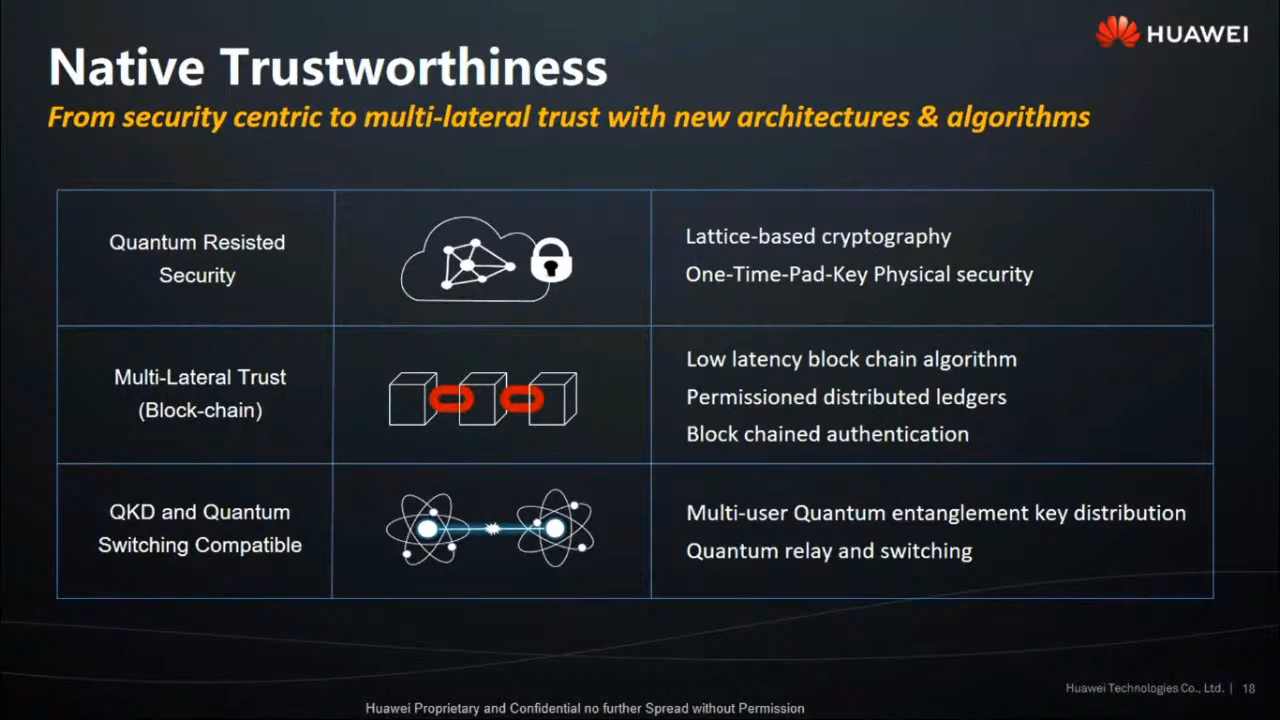 HUAWEI
Native Trustworthiness
From security centric to multi-lateral trust with new architectures & algorithms
Quantum Resisted
Security
Lattice-based cryptography
One-Time-Pad-Key Physical security
Multi-Lateral Trust
(Block-chain)
Low latency block chain algorithm
Permissioned distributed ledgers
Block chained authentication
QKD and Quantum
Switching Compatible
Multi-user Quantum entanglement key distribution
Quantum relay and switching
Huawei Technologies Co., Ltd. | 18
Huawei Proprietary and Confidential no further Spread without Permission